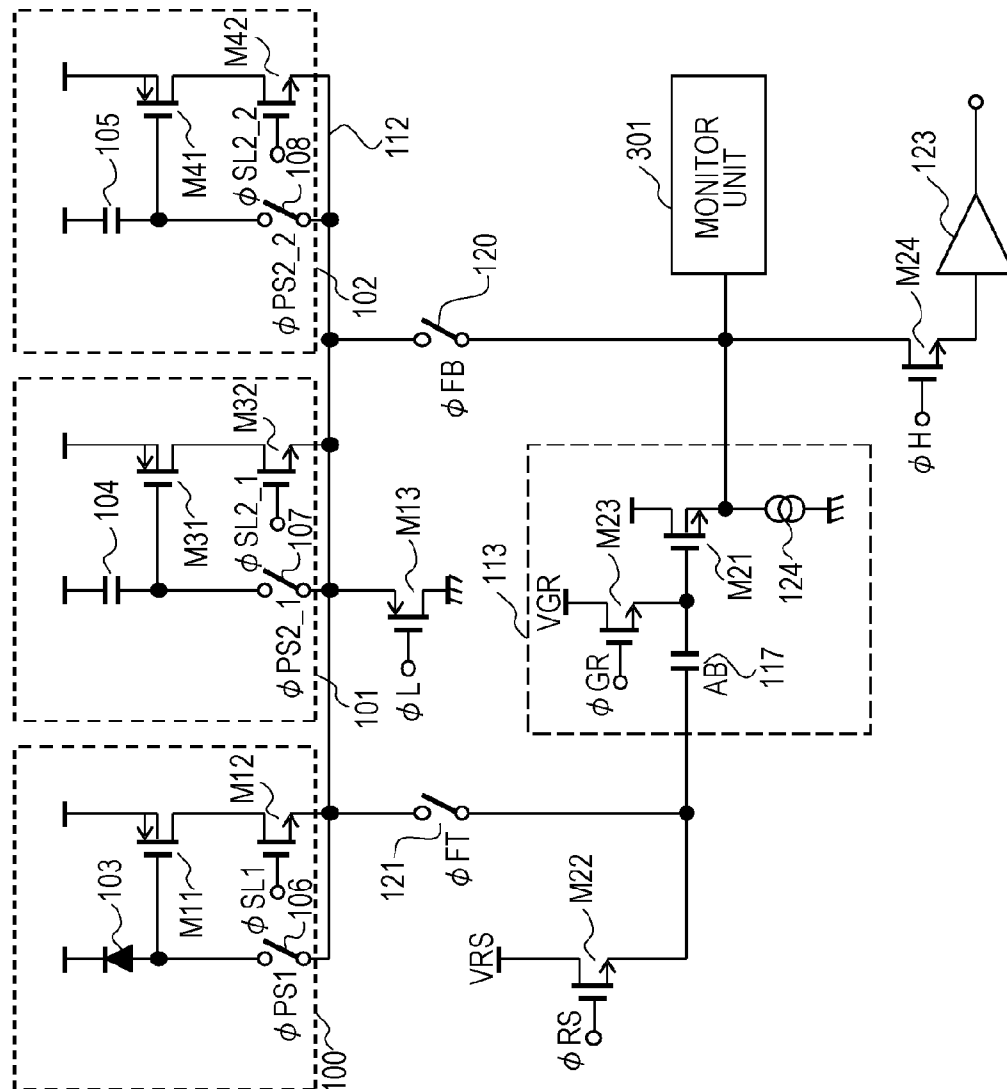 105
M41
M42
ϕSL2_2
108
ϕPS2_2
102
112
104
M31
M32
ϕSL2_1
107
ϕPS2_1
101
103
M11
M12
ϕSL1
106
ϕPS1
100
120
ϕFB
301
MONITOR
UNIT
M13
ϕL
121
ϕFT
113
VGR
M23
ϕGR
M21
124
AB
117
VRS
M22
ϕRS
ϕH
M24
123